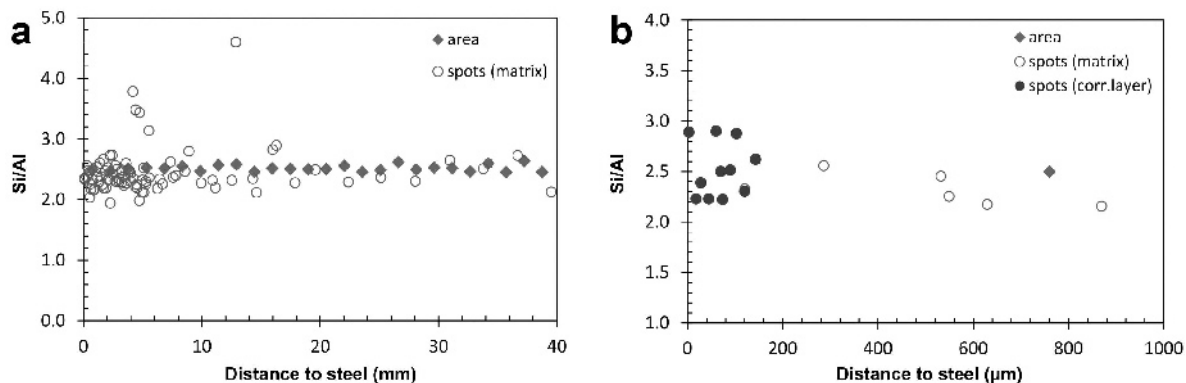 a
5.0
4.0
3.0
2.0
1.0
0.0
Si/Al
0
10
20
30
40
Distance to steel (mm)
area
spots (matrix)
b
4.0
3.5
3.0
2.5
2.0
1.5
1.0
Si/Al
0
200
400
600
800
1000
Distance to steel (µm)
area
spots (matrix)
spots (corr.layer)